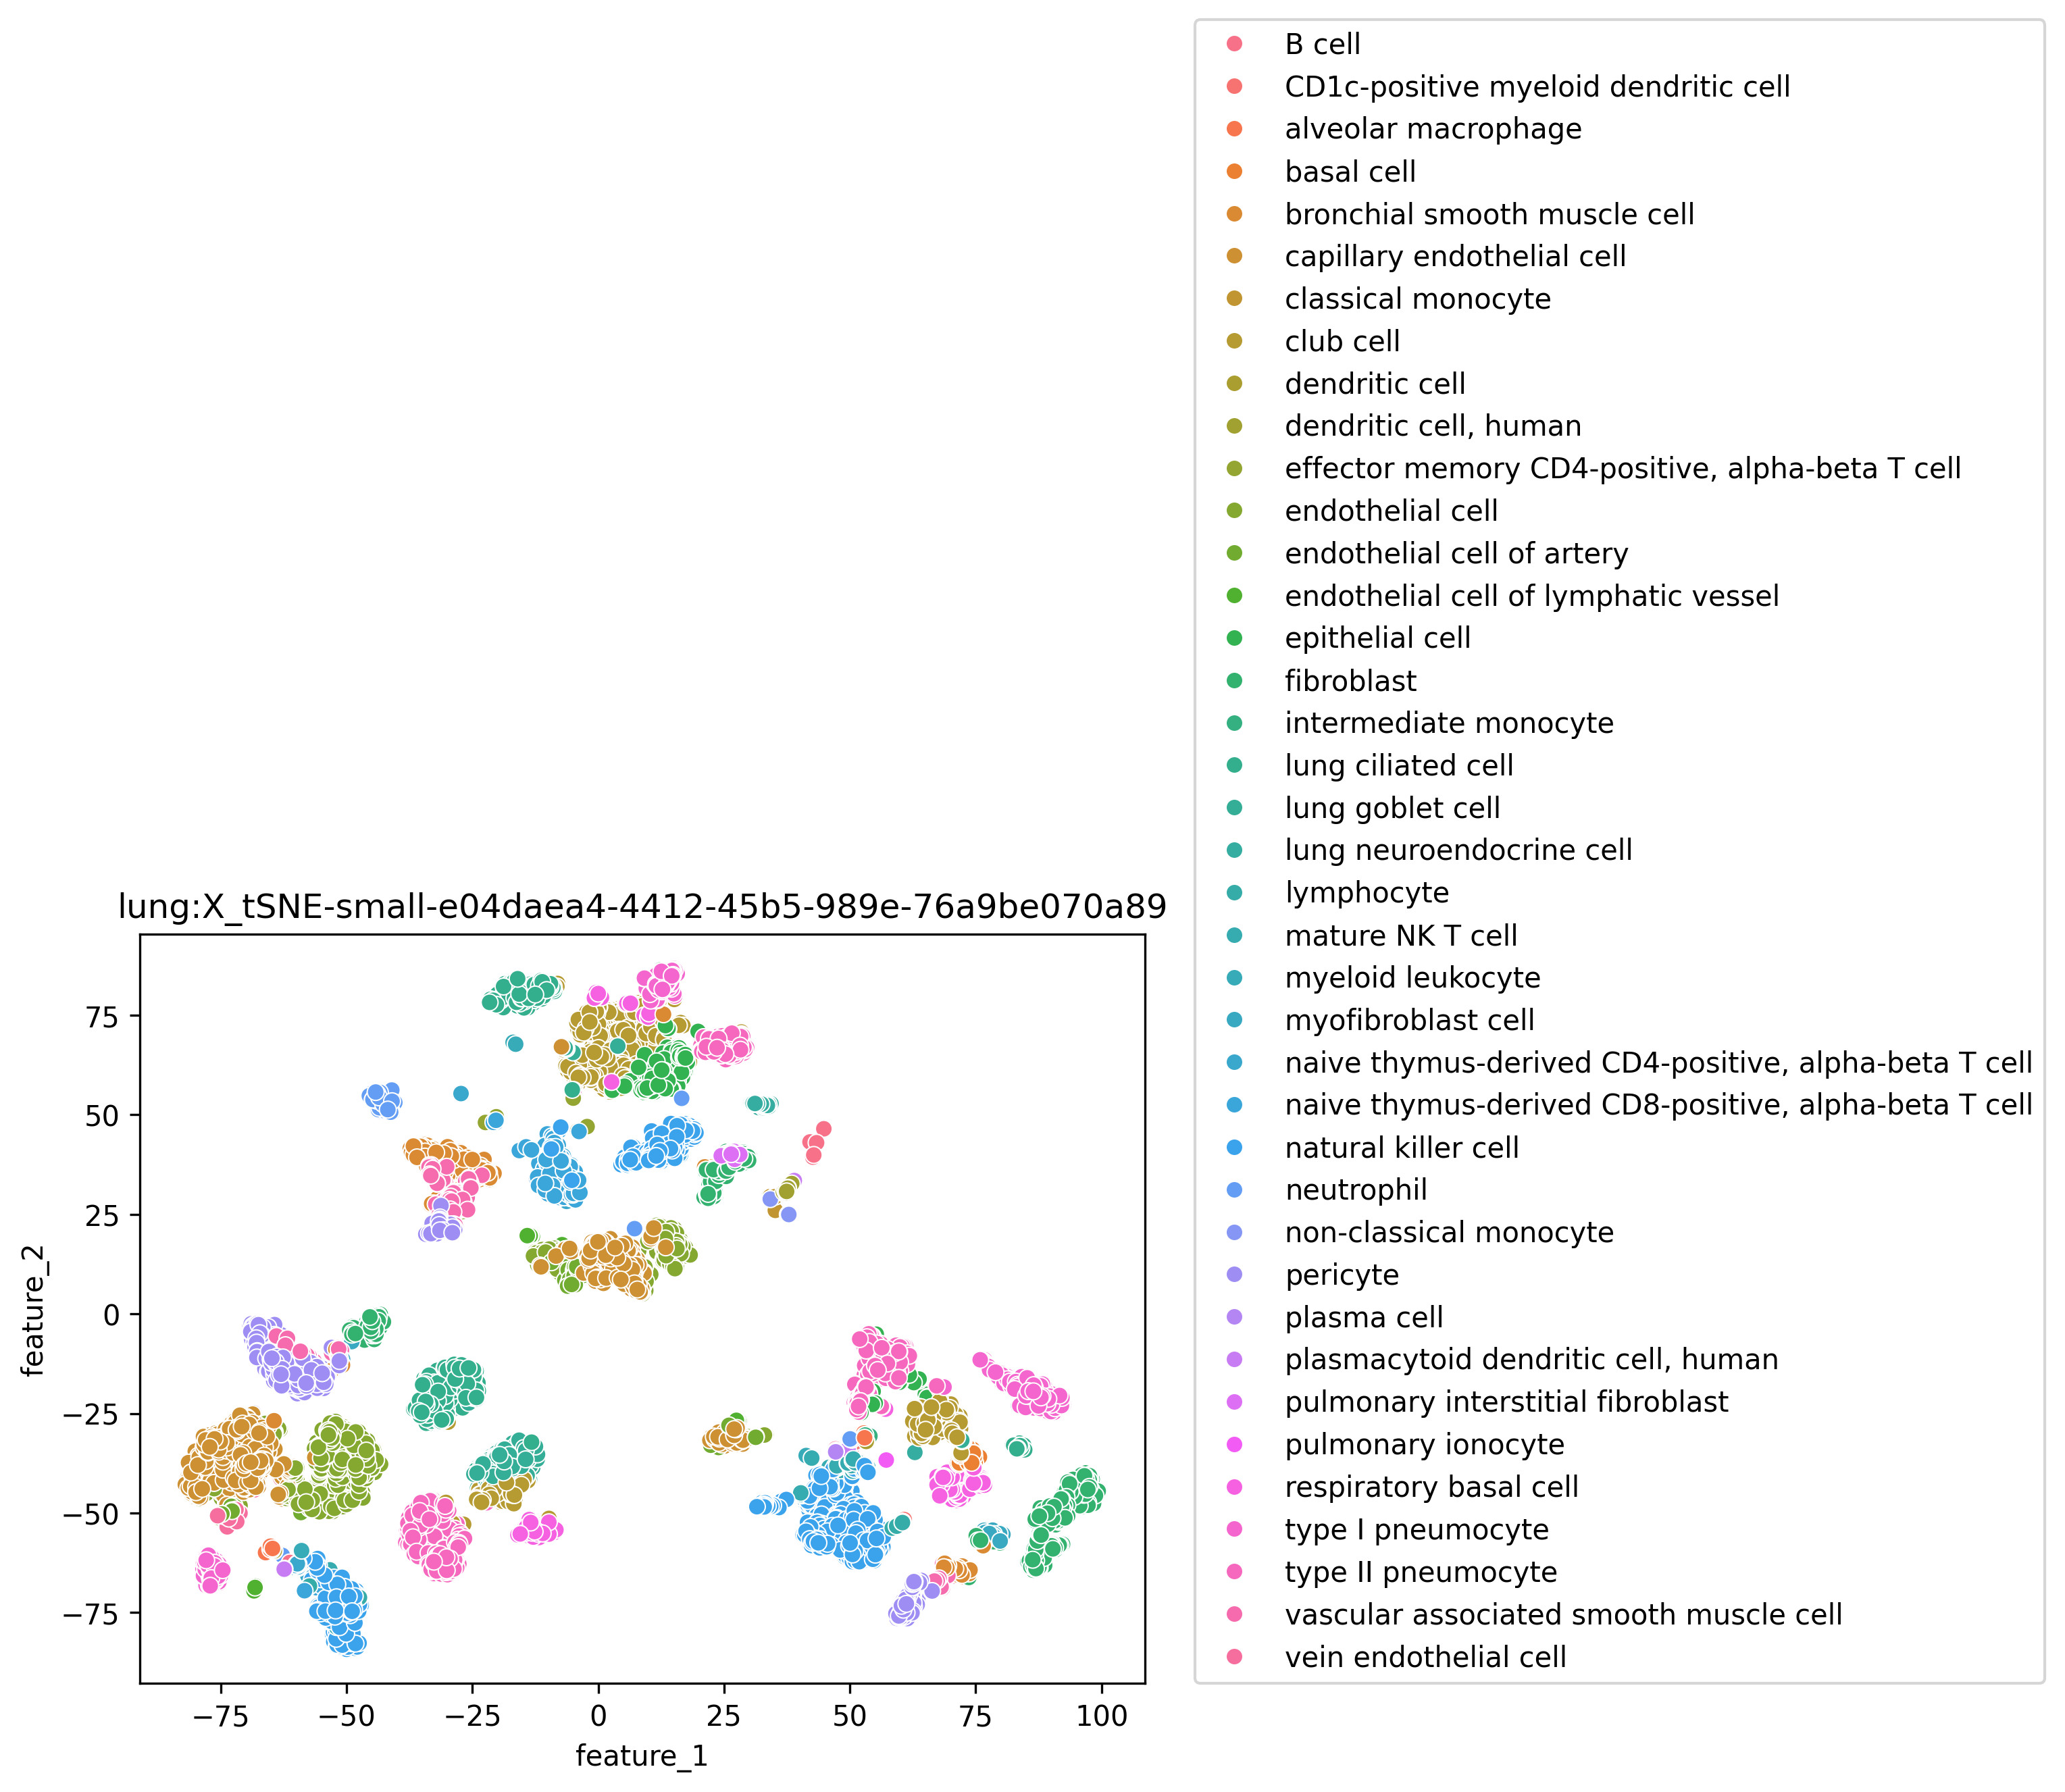 B cell
CD1c-positive myeloid dendritic cell
alveolar macrophage
basal cell
bronchial smooth muscle cell
capillary endothelial cell
classical monocyte
club cell
dendritic cell
dendritic cell, human
effector memory CD4-positive, alpha-beta T cell
endothelial cell
endothelial cell of artery
endothelial cell of lymphatic vessel
epithelial cell
fibroblast
intermediate monocyte
lung ciliated cell
lung goblet cell
lung neuroendocrine cell
lymphocyte
mature NK T cell
myeloid leukocyte
myofibroblast cell
naive thymus-derived CD4-positive, alpha-beta T cell
naive thymus-derived CD8-positive, alpha-beta T cell
natural killer cell
neutrophil
non-classical monocyte
pericyte
plasma cell
plasmacytoid dendritic cell, human
pulmonary interstitial fibroblast
pulmonary ionocyte
respiratory basal cell
type I pneumocyte
type II pneumocyte
vascular associated smooth muscle cell
vein endothelial cell
lung:X_tSNE-small-e04daea4-4412-45b5-989e-76a9be070a89
feature_2
75
50
25
0
−25
−50
−75
−75
−50
−25
0
25
50
75
100
feature_1